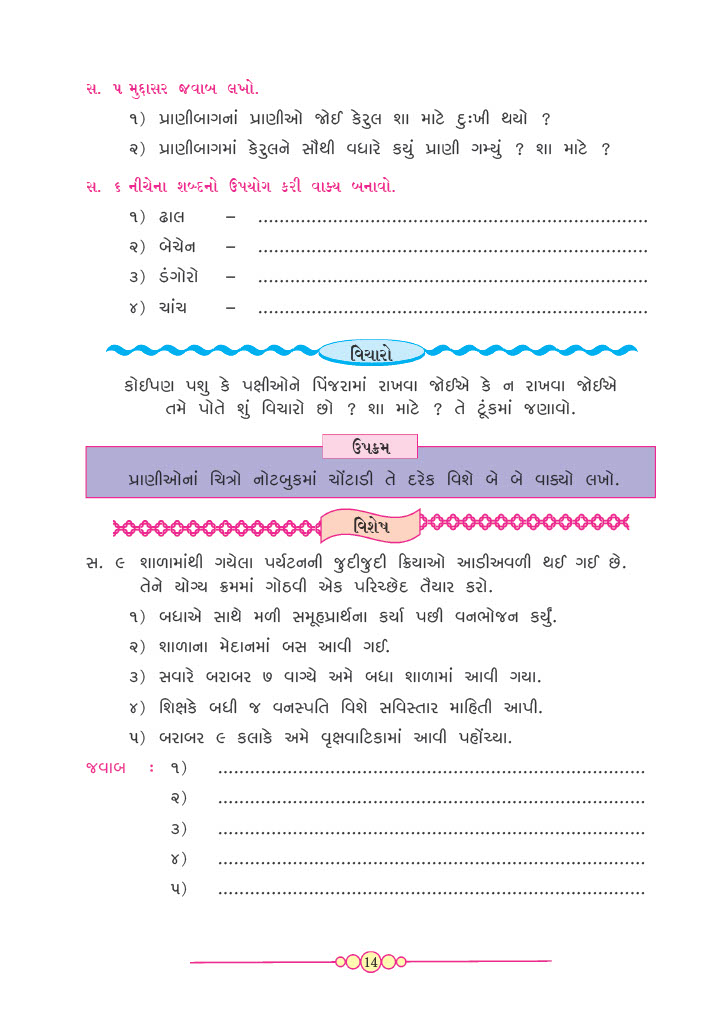 સ. ૫ મુદ્દાસર જવાબ લખો.
૧) પ્રાણીબાગનાં પ્રાણીઓ જોઈ કેરુલ શા માટે દુઃખી થયો ?
૨) પ્રાણીબાગમાં કેરુલને સૌથી વધારે કયું પ્રાણી ગમ્યું ? શા માટે ?
સ. ૬ નીચેના શબ્દનો ઉપયોગ કરી વાક્ય બનાવો.
૧) ઢાલ – ..........................................................................
૨) બેચેન – ..........................................................................
૩) ડંગોરો – ..........................................................................
૪) ચાંચ – ..........................................................................
વિચારો
કોઈપણ પશુ કે પક્ષીઓને પિંજરામાં રાખવા જોઈએ કે ન રાખવા જોઈએ
તમે પોતે શું વિચારો છો ? શા માટે ? તે ટૂંકમાં જણાવો.
ઉપક્રમ
પ્રાણીઓનાં ચિત્રો નોટબુકમાં ચોંટાડી તે દરેક વિશે બે બે વાક્યો લખો.
વિશેષ
સ. ૯ શાળામાંથી ગયેલા પર્યટનની જુદીજુદી ક્રિયાઓ આડીઅવળી થઈ ગઈ છે.
તેને યોગ્ય ક્રમમાં ગોઠવી એક પરિચ્છેદ તૈયાર કરો.
૧) બધાએ સાથે મળી સમૂહપ્રાર્થના કર્યા પછી વનભોજન કર્યું.
૨) શાળાના મેદાનમાં બસ આવી ગઈ.
૩) સવારે બરાબર ૭ વાગ્યે અમે બધા શાળામાં આવી ગયા.
૪) શિક્ષકે બધી જ વનસ્પતિ વિશે સવિસ્તાર માહિતી આપી.
૫) બરાબર ૯ કલાકે અમે વૃક્ષવાટિકામાં આવી પહોંચ્યા.
જવાબ : ૧) ..........................................................................
૨) ..........................................................................
૩) ..........................................................................
૪) ..........................................................................
૫) ..........................................................................
14